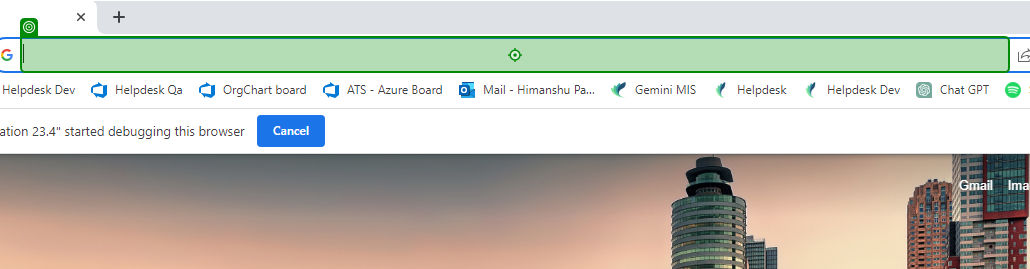 Helpdesk Dev Helpdesk Qa OrgChart board ATS - Azure Board Mail - Himanshu Pa... Gemini MIS Helpdesk Helpdesk Dev Chat GPT
ation 23.4" started debugging this browser Cancel
Gmail Ima